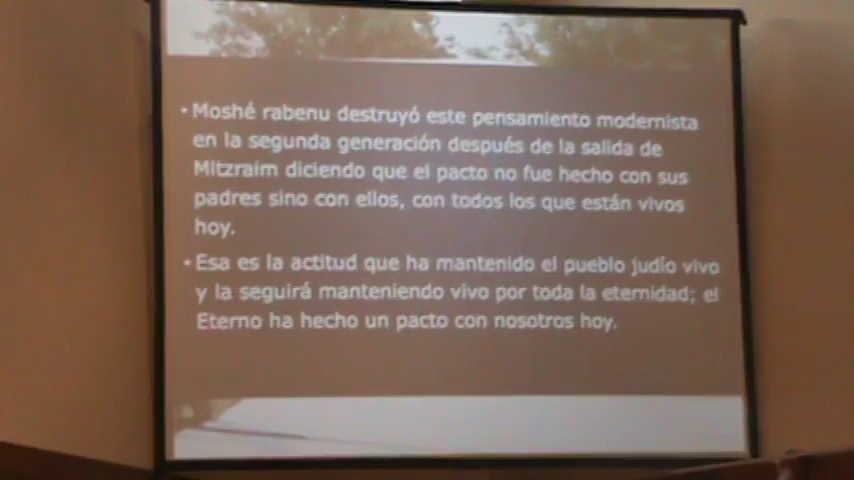 • Moshé rabenu destruyó este pensamiento modernista
en la segunda generación después de la salida de
Mitzraim diciendo que el pacto no fue hecho con sus
padres sino con ellos, con todos los que están vivos
hoy.
• Esa es la actitud que ha mantenido el pueblo judío vivo
y la seguirá manteniendo vivo por toda la eternidad; el
Eterno ha hecho un pacto con nosotros hoy.